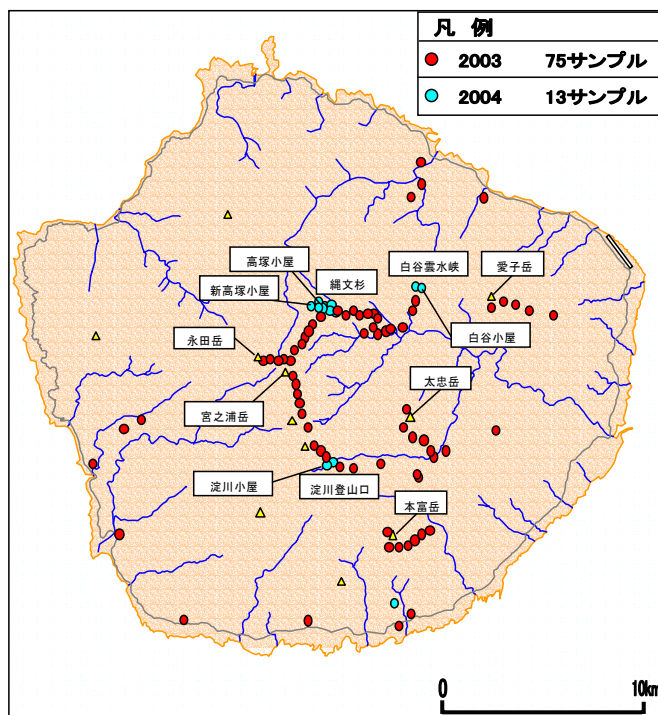 凡 例
2003 75サンプル
2004 13サンプル
高塚小屋
縄文杉
白谷雲水峡
愛子岳
新高塚小屋
白谷小屋
永田岳
太忠岳
宮之浦岳
淀川小屋
淀川登山口
本富岳
0 10km